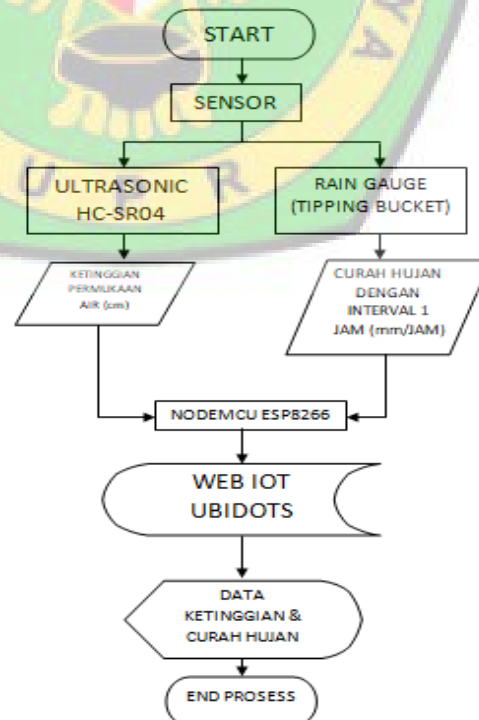 START
SENSOR
ULTRASONIC
HC-SR04
RAIN GAUGE
(TIPPING BUCKET)
KETINGGIAN
PERMUKAAN
AIR (cm)
CURAH HUJAN
DENGAN
INTERVAL 1
JAM (mm/JAM)
NODEMCU ESP8266
WEB IOT
UBIDOTS
DATA
KETINGGIAN &
CURAH HUJAN
END PROSESS
U P R
YA